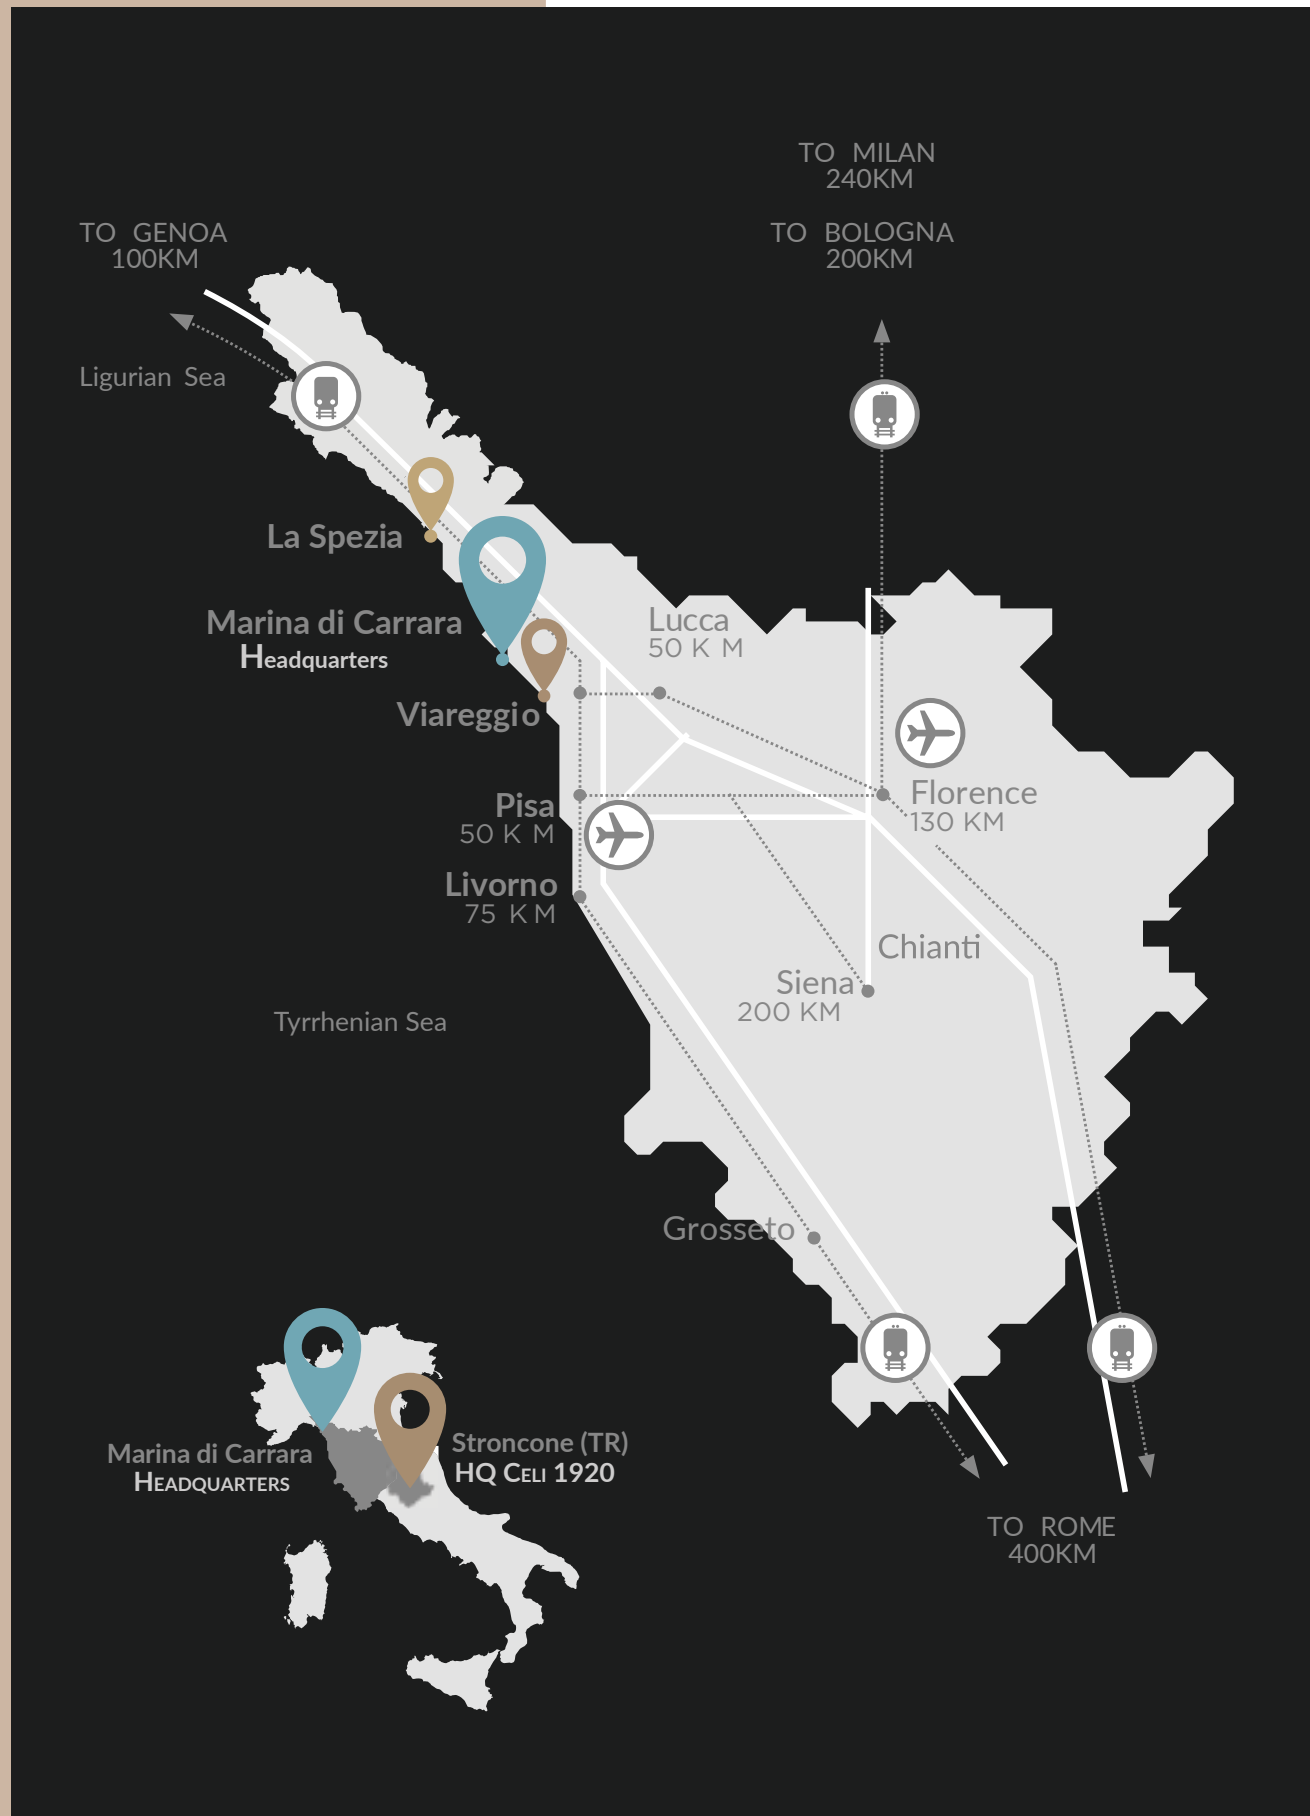 TO MILAN
240KM
TO GENOA
100KM
TO BOLOGNA
200KM
Ligurian Sea
La Spezia
Marina di Carrara
Headquarters
Lucca
50 K M
Viareggio
Pisa
50 K M
Florence
130 KM
Livorno
75 K M
Chianti
Siena
200 KM
Tyrrhenian Sea
Grosseto
Marina di Carrara
HEADQUARTERS
Stroncone (TR)
HQ CELI 1920
TO ROME
400KM